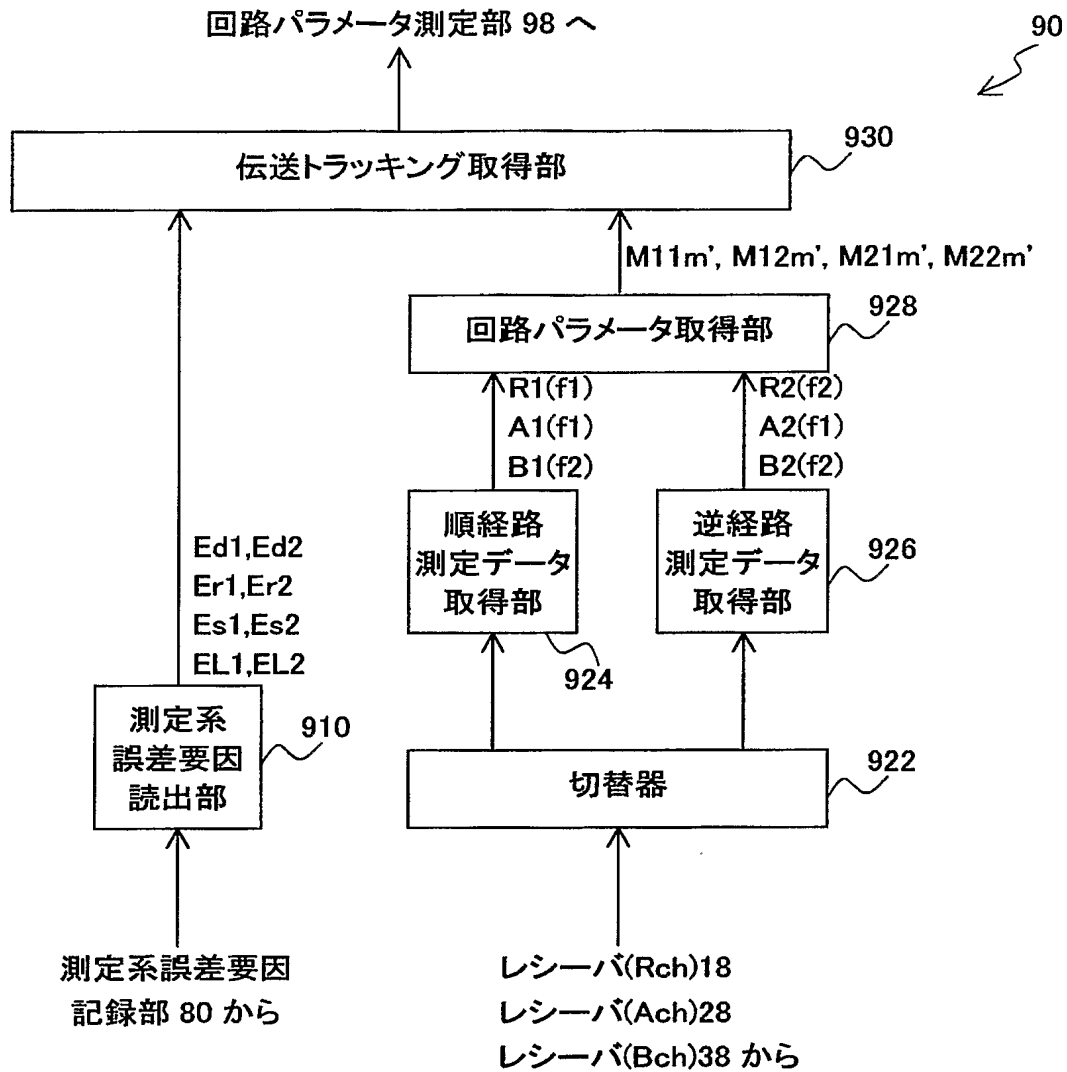 回路パラメータ測定部 98 へ
90
伝送トラッキング取得部
930
M11m', M12m', M21m', M22m'
回路パラメータ取得部
928
R1(f1)
A1(f1)
B1(f2)
R2(f2)
A2(f1)
B2(f2)
順経路
測定データ
取得部
924
逆経路
測定データ
取得部
926
Ed1,Ed2
Er1,Er2
Es1,Es2
EL1,EL2
測定系
誤差要因
読出部
910
切替器
922
測定系誤差要因
記録部 80 から
レシーバ(Rch)18
レシーバ(Ach)28
レシーバ(Bch)38 から